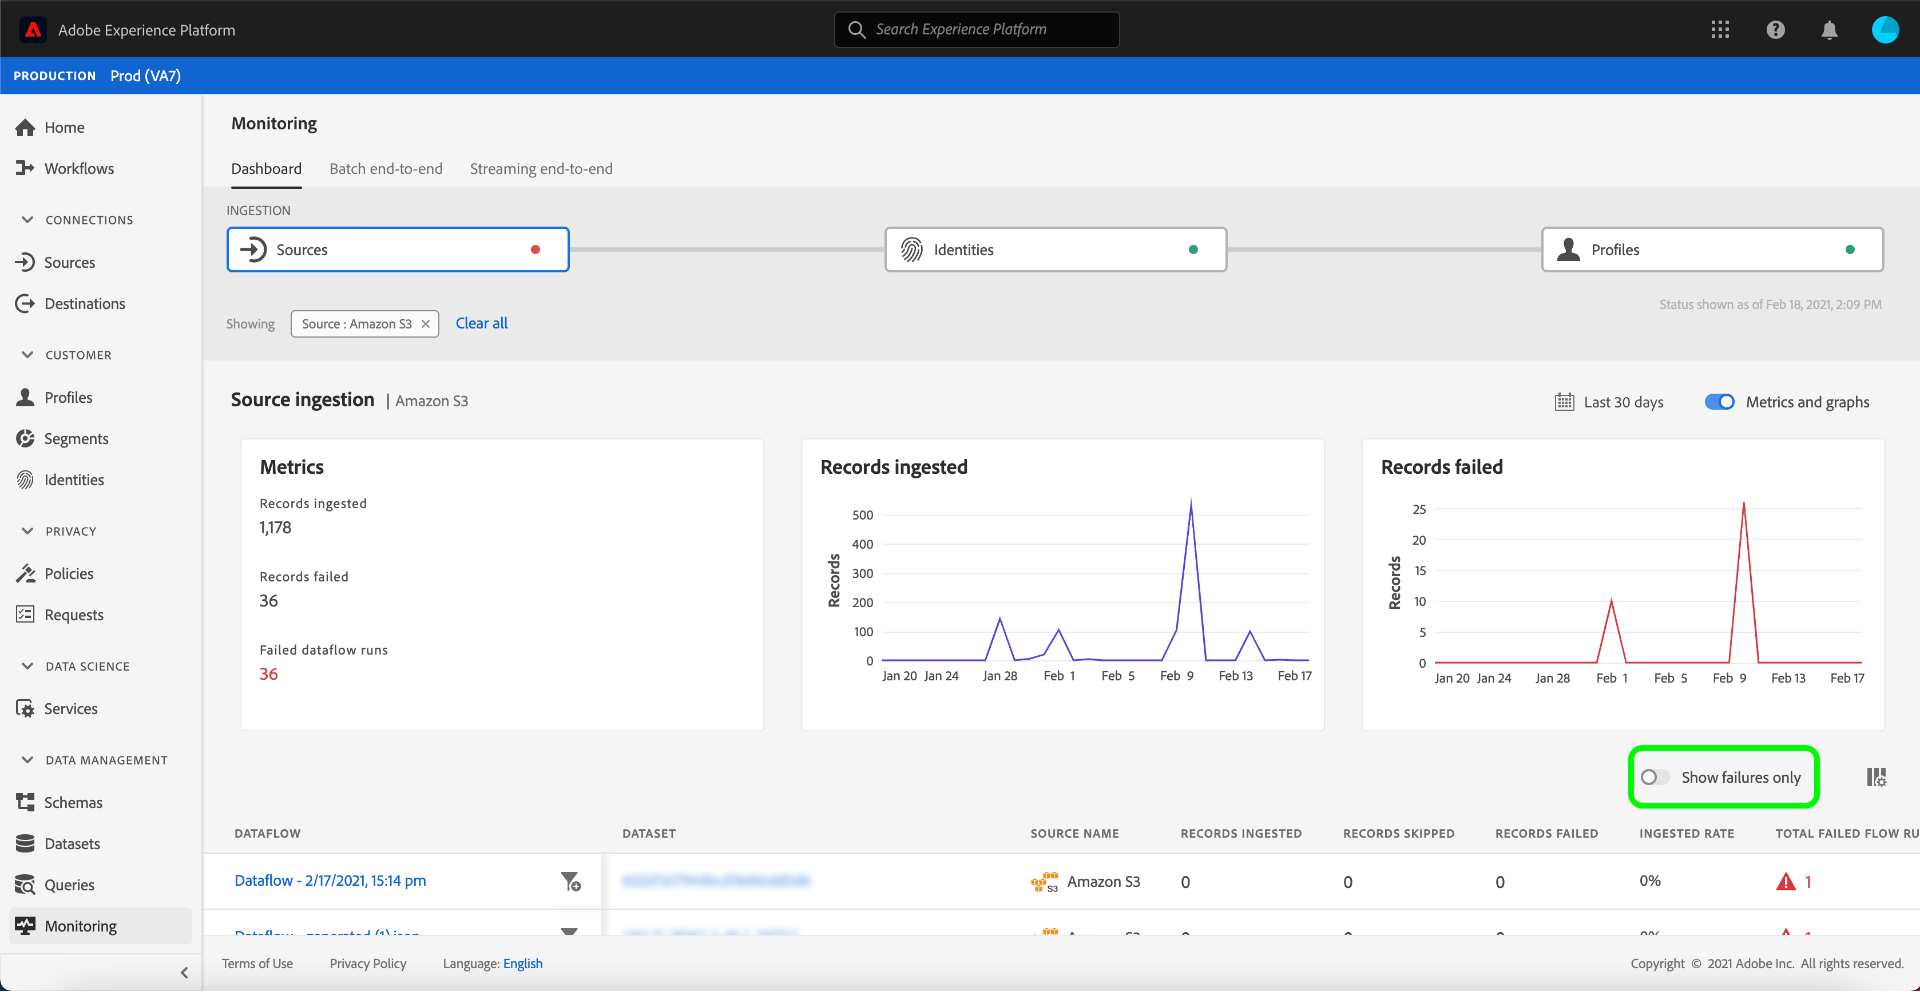 Adobe Experience Platform
Search Experience Platform
PRODUCTION Prod (VA7)
Home
Workflows
CONNECTIONS
Sources
Destinations
CUSTOMER
Profiles
Segments
Identities
PRIVACY
Policies
Requests
DATA SCIENCE
Services
DATA MANAGEMENT
Schemas
Datasets
Queries
Monitoring
Monitoring
Dashboard Batch end-to-end Streaming end-to-end
INGESTION
Sources
Identities
Profiles
Status shown as of Feb 18, 2021, 2:09 PM
Showing Source : Amazon S3 Clear all
Source ingestion | Amazon S3
Last 30 days Metrics and graphs
Metrics
Records ingested
1,178
Records failed
36
Failed dataflow runs
36
Records ingested
Records
500
400
300
200
100
0
Jan 20 Jan 24 Jan 28 Feb 1 Feb 5 Feb 9 Feb 13 Feb 17
Records failed
Records
25
20
15
10
5
0
Jan 20 Jan 24 Jan 28 Feb 1 Feb 5 Feb 9 Feb 13 Feb 17
Show failures only
DATAFLOW DATASET SOURCE NAME RECORDS INGESTED RECORDS SKIPPED RECORDS FAILED INGESTED RATE TOTAL FAILED FLOW RU
Dataflow - 2/17/2021, 15:14 pm S3 Amazon S3 0 0 0 0% 1
Terms of Use Privacy Policy Language: English
Copyright © 2021 Adobe Inc. All rights reserved.